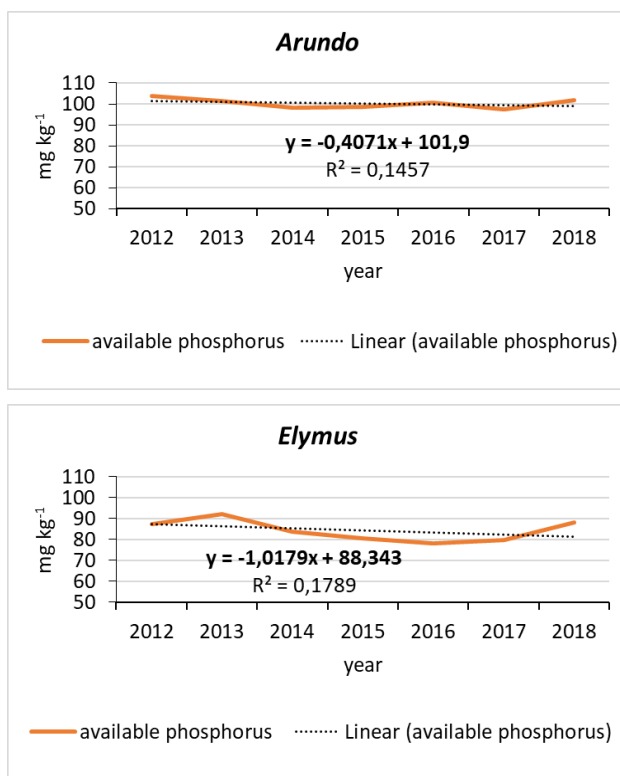 Arundo
110
100
90
80
70
60
50
mg kg⁻¹
y = -0,4071x + 101,9
R² = 0,1457
2012 2013 2014 2015 2016 2017 2018
year
available phosphorus Linear (available phosphorus)
Elymus
110
100
90
80
70
60
50
mg kg⁻¹
y = -1,0179x + 88,343
R² = 0,1789
2012 2013 2014 2015 2016 2017 2018
year
available phosphorus Linear (available phosphorus)